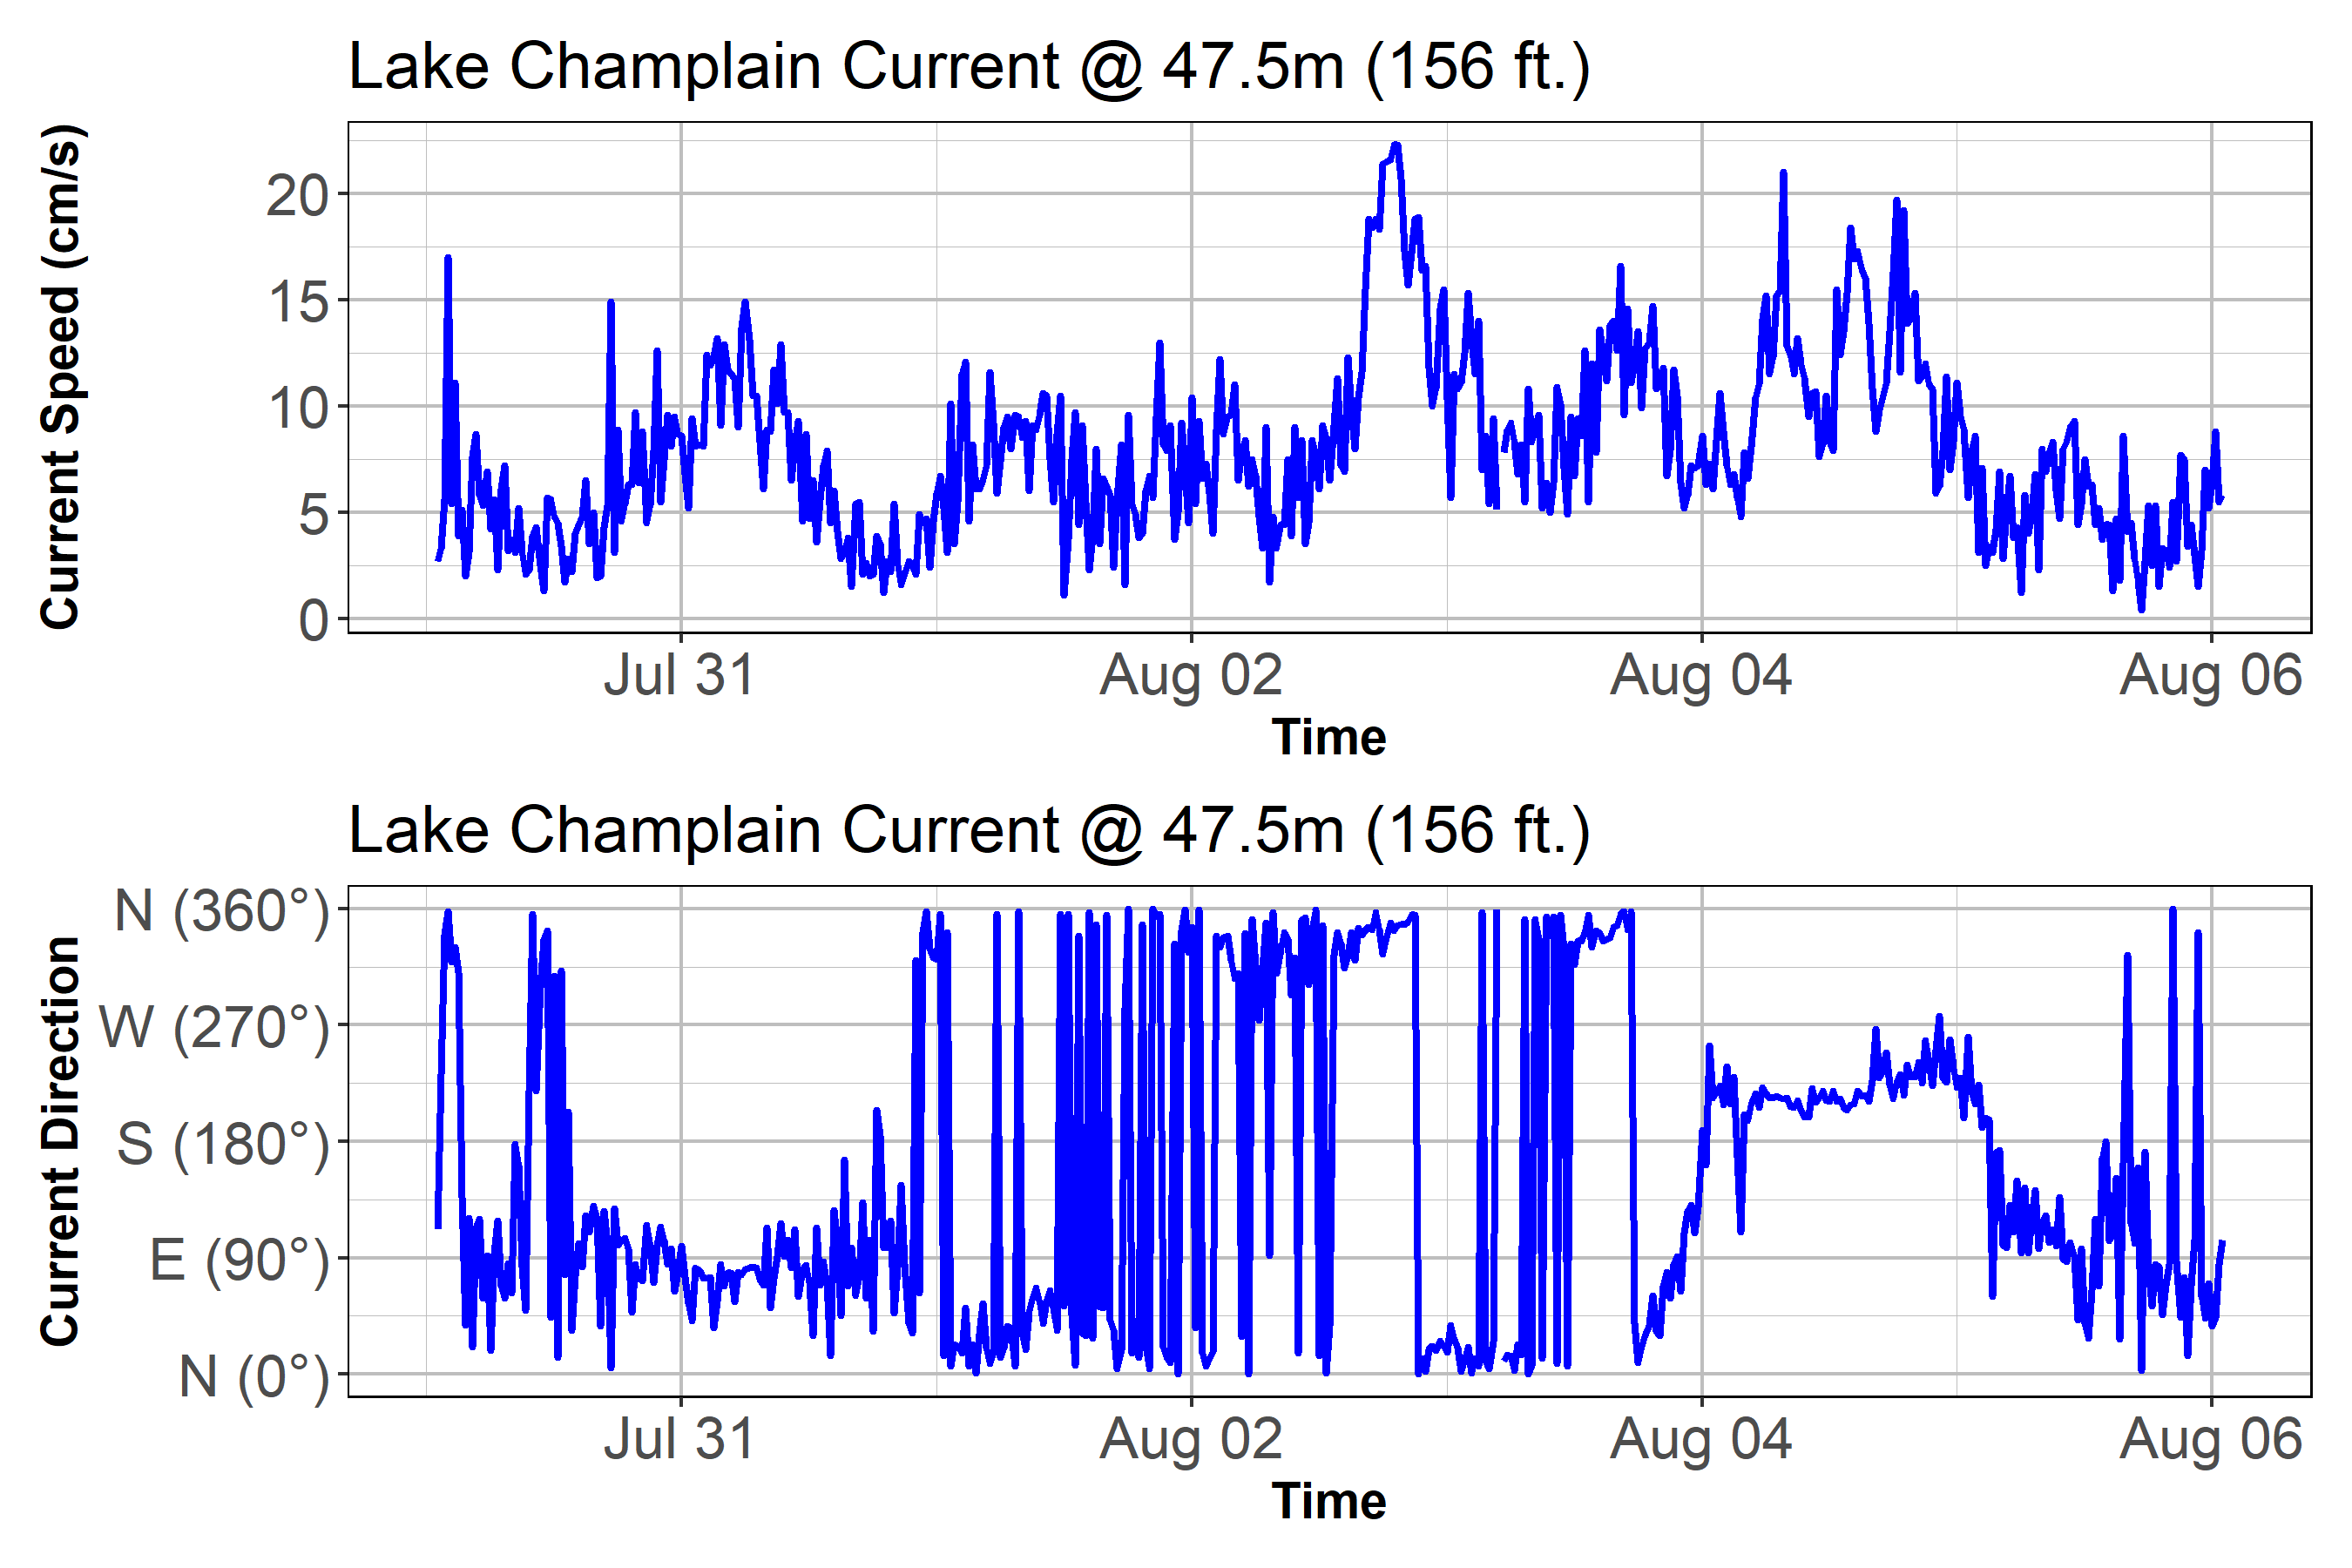 Lake Champlain Current @ 47.5m (156 ft.)
Current Speed (cm/s)
20
15
10
5
0
Jul 31 Aug 02 Aug 04 Aug 06
Time
Lake Champlain Current @ 47.5m (156 ft.)
Current Direction
N (360°)
W (270°)
S (180°)
E (90°)
N (0°)
Jul 31 Aug 02 Aug 04 Aug 06
Time